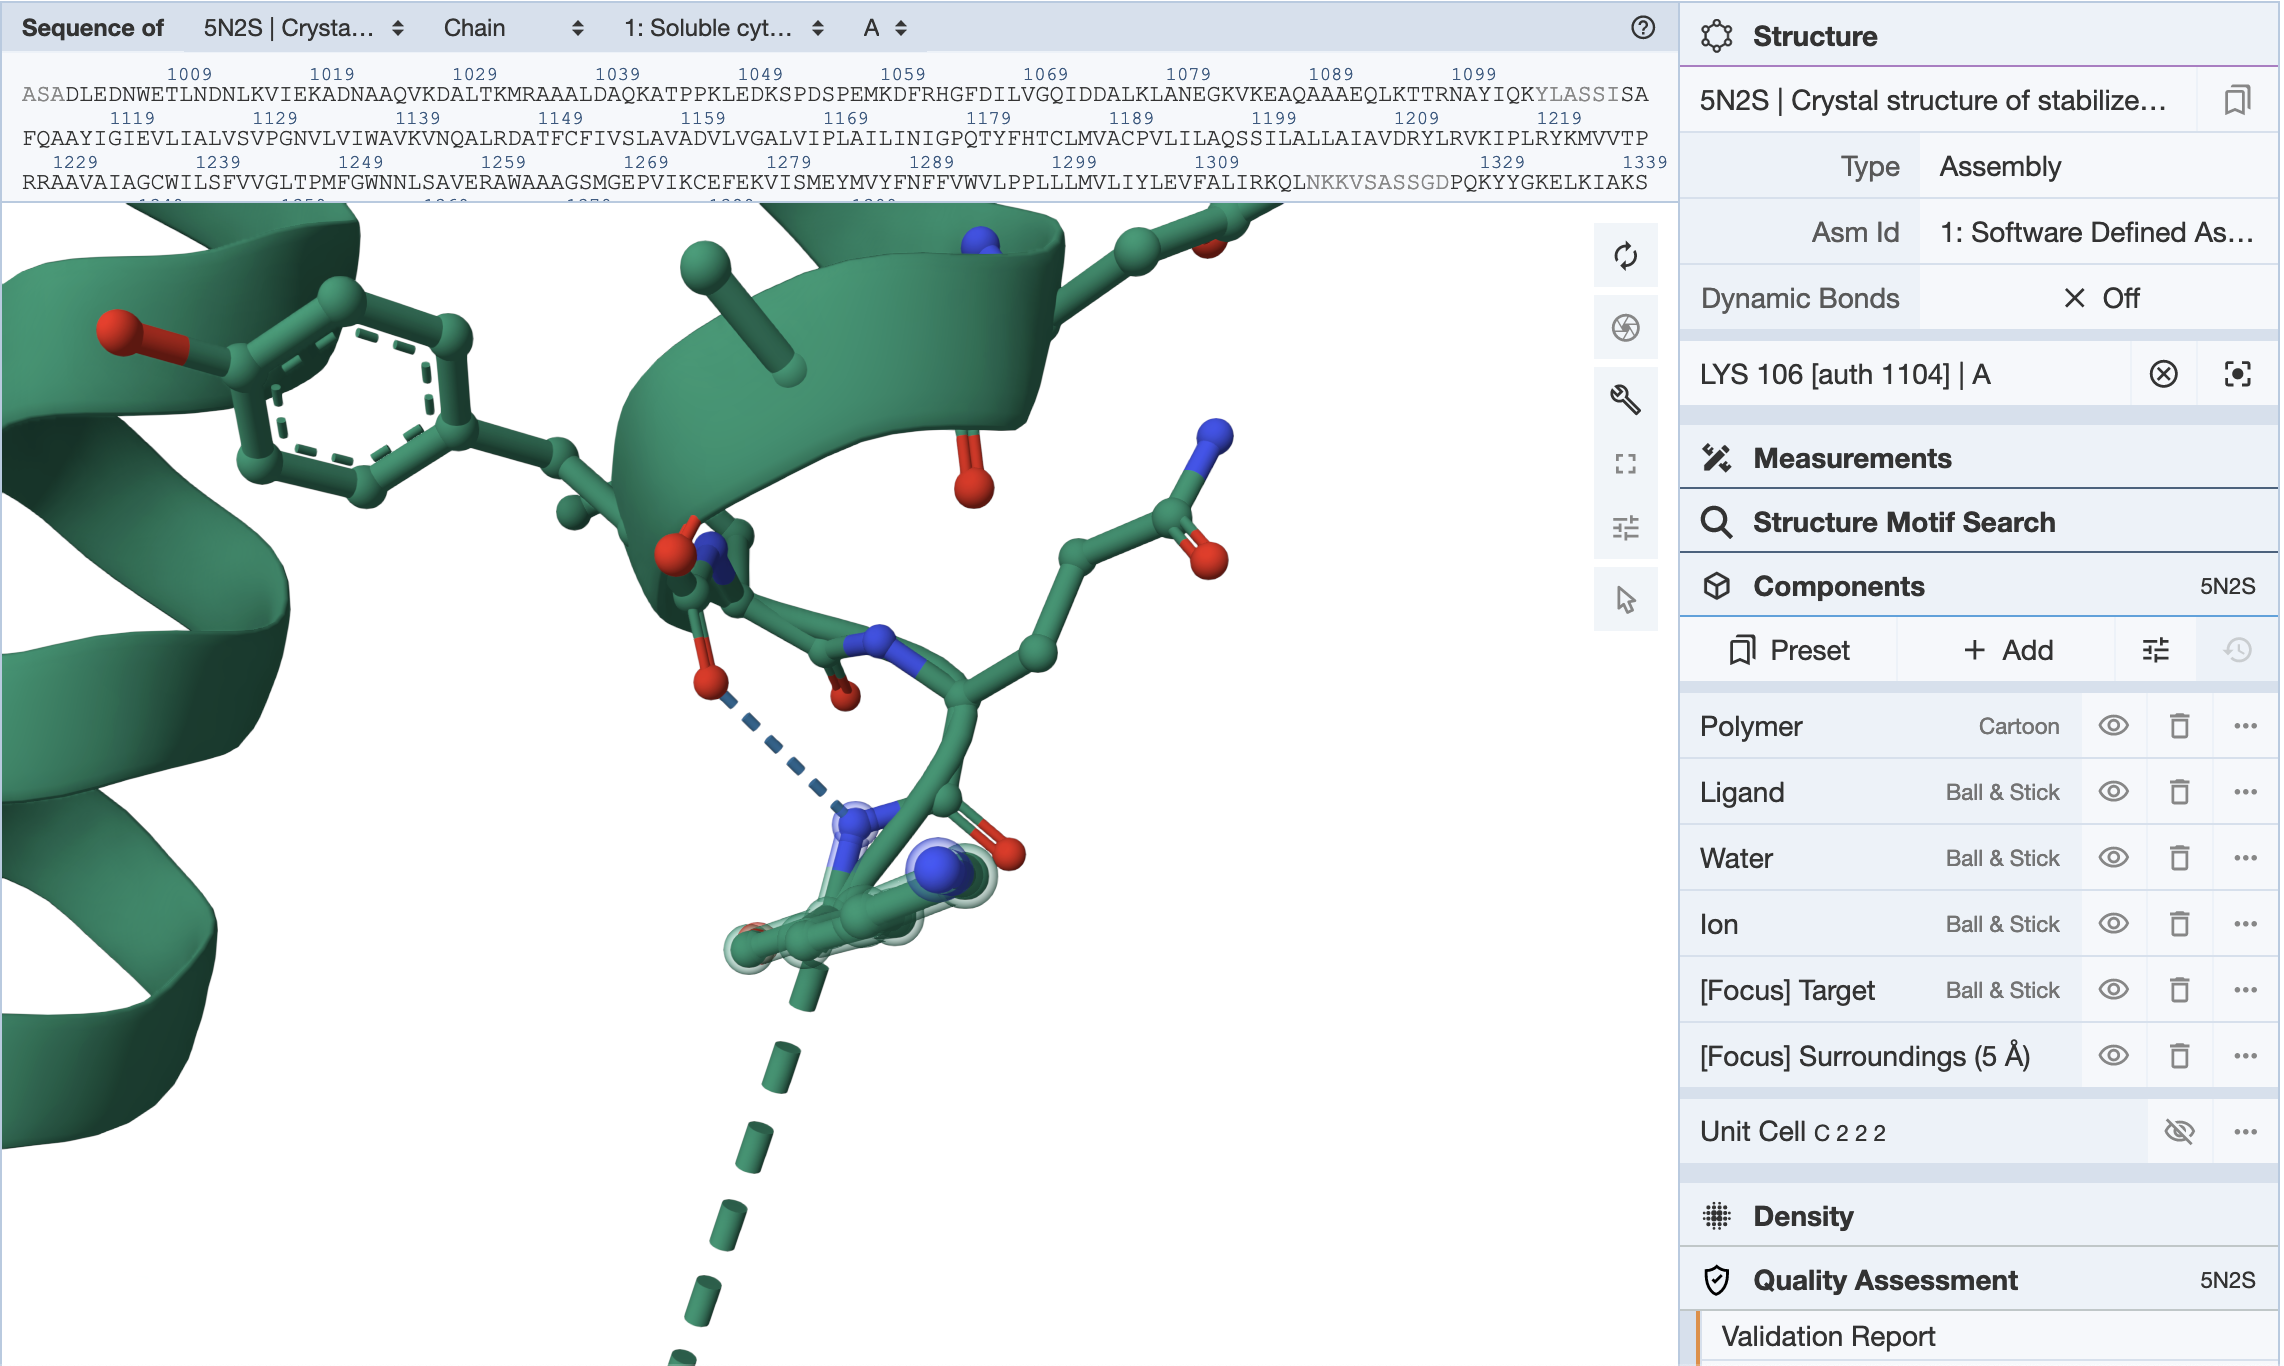 Sequence of 5N2S | Crysta... Chain 1: Soluble cyt... A
1009 1019 1029 1039 1049 1059 1069 1079 1089 1099
ASADLEDNWETLNDNLKVIEKADNAAQVKDALTKMRAAALDAQKATPPKLEDKSPDSPEMKDFRHGFDILVGQIDDALKLANEGKVKEAQAAAEQLKTTRNAYIQKYLASSISA
1119 1129 1139 1149 1159 1169 1179 1189 1199 1209 1219
FQAAYIGIEVLIALVSVPGNVLVIWAVKVNQALRDATFCFIVSLAVADVLVGALVIPLAILINIGPQTYFHTCLMVACPVLILAQSSILALLAIAVDRYLRVKIPLRYKMVVTP
1229 1239 1249 1259 1269 1279 1289 1299 1309 1329 1339
RRAAVAIAGCWILSFVVGLTPMFGWNNLSAVERAWAAAGSMGEPVIKCEFEKVISMEYMVYFNFFVWVLPPLLLMVLIYLEVFALIRKQLNKKVSASSGDPQKYYGKELKIAKS
Structure
5N2S | Crystal structure of stabilize...
Type Assembly
Asm Id 1: Software Defined As...
Dynamic Bonds Off
LYS 106 [auth 1104] | A
Measurements
Structure Motif Search
Components 5N2S
Preset + Add
Polymer Cartoon
Ligand Ball & Stick
Water Ball & Stick
Ion Ball & Stick
[Focus] Target Ball & Stick
[Focus] Surroundings (5 Å)
Unit Cell C 2 2 2
Density
Quality Assessment 5N2S
Validation Report